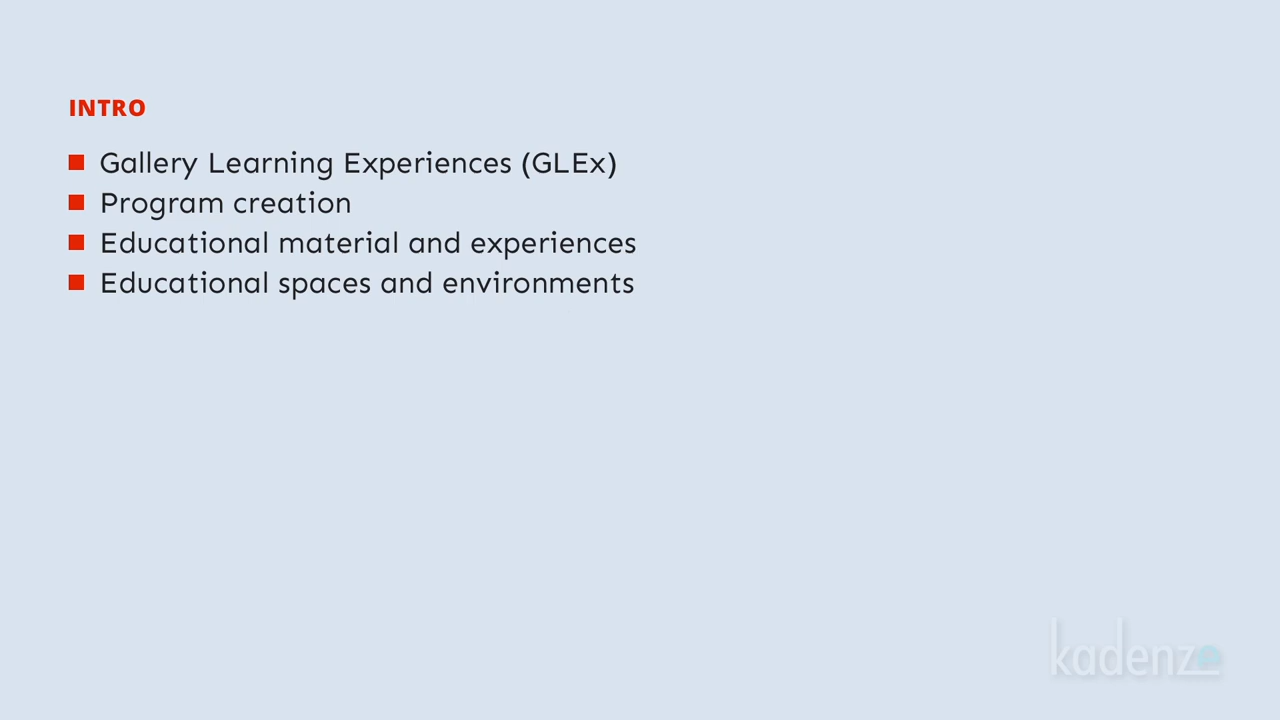 INTRO
Gallery Learning Experiences (GLEx)
Program creation
Educational material and experiences
Educational spaces and environments
kadenze